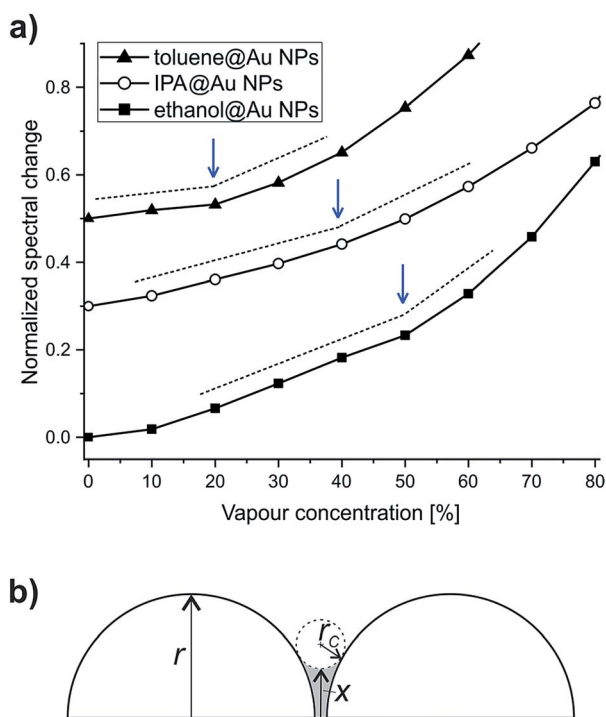 a)
toluene@Au NPs
IPA@Au NPs
ethanol@Au NPs
Normalized spectral change
0.8
0.6
0.4
0.2
0.0
0 10 20 30 40 50 60 70 80
Vapour concentration [%]
b)
r
rC
x